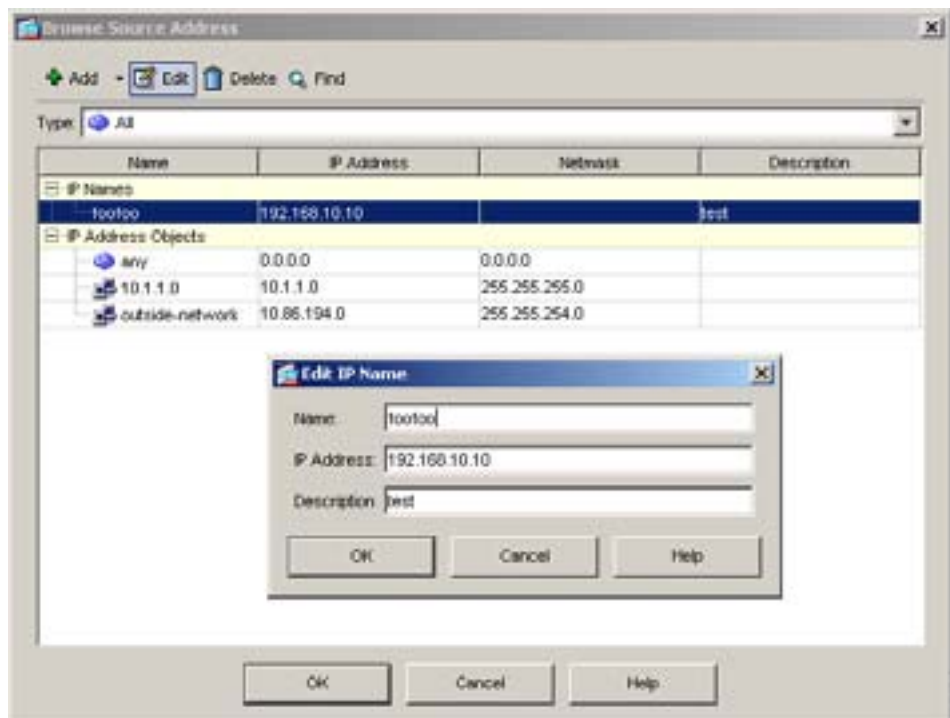 Browse Source Address
Add Edit Delete Find
Type: All
Name IP Address Netmask Description
IP Names
tootoo 192.168.10.10 test
IP Address Objects
any 0.0.0.0 0.0.0.0
10.1.1.0 10.1.1.0 255.255.255.0
outside-network 10.86.194.0 255.255.254.0
Edit IP Name
Name: tootoo
IP Address: 192.168.10.10
Description: test
OK Cancel Help
OK Cancel Help